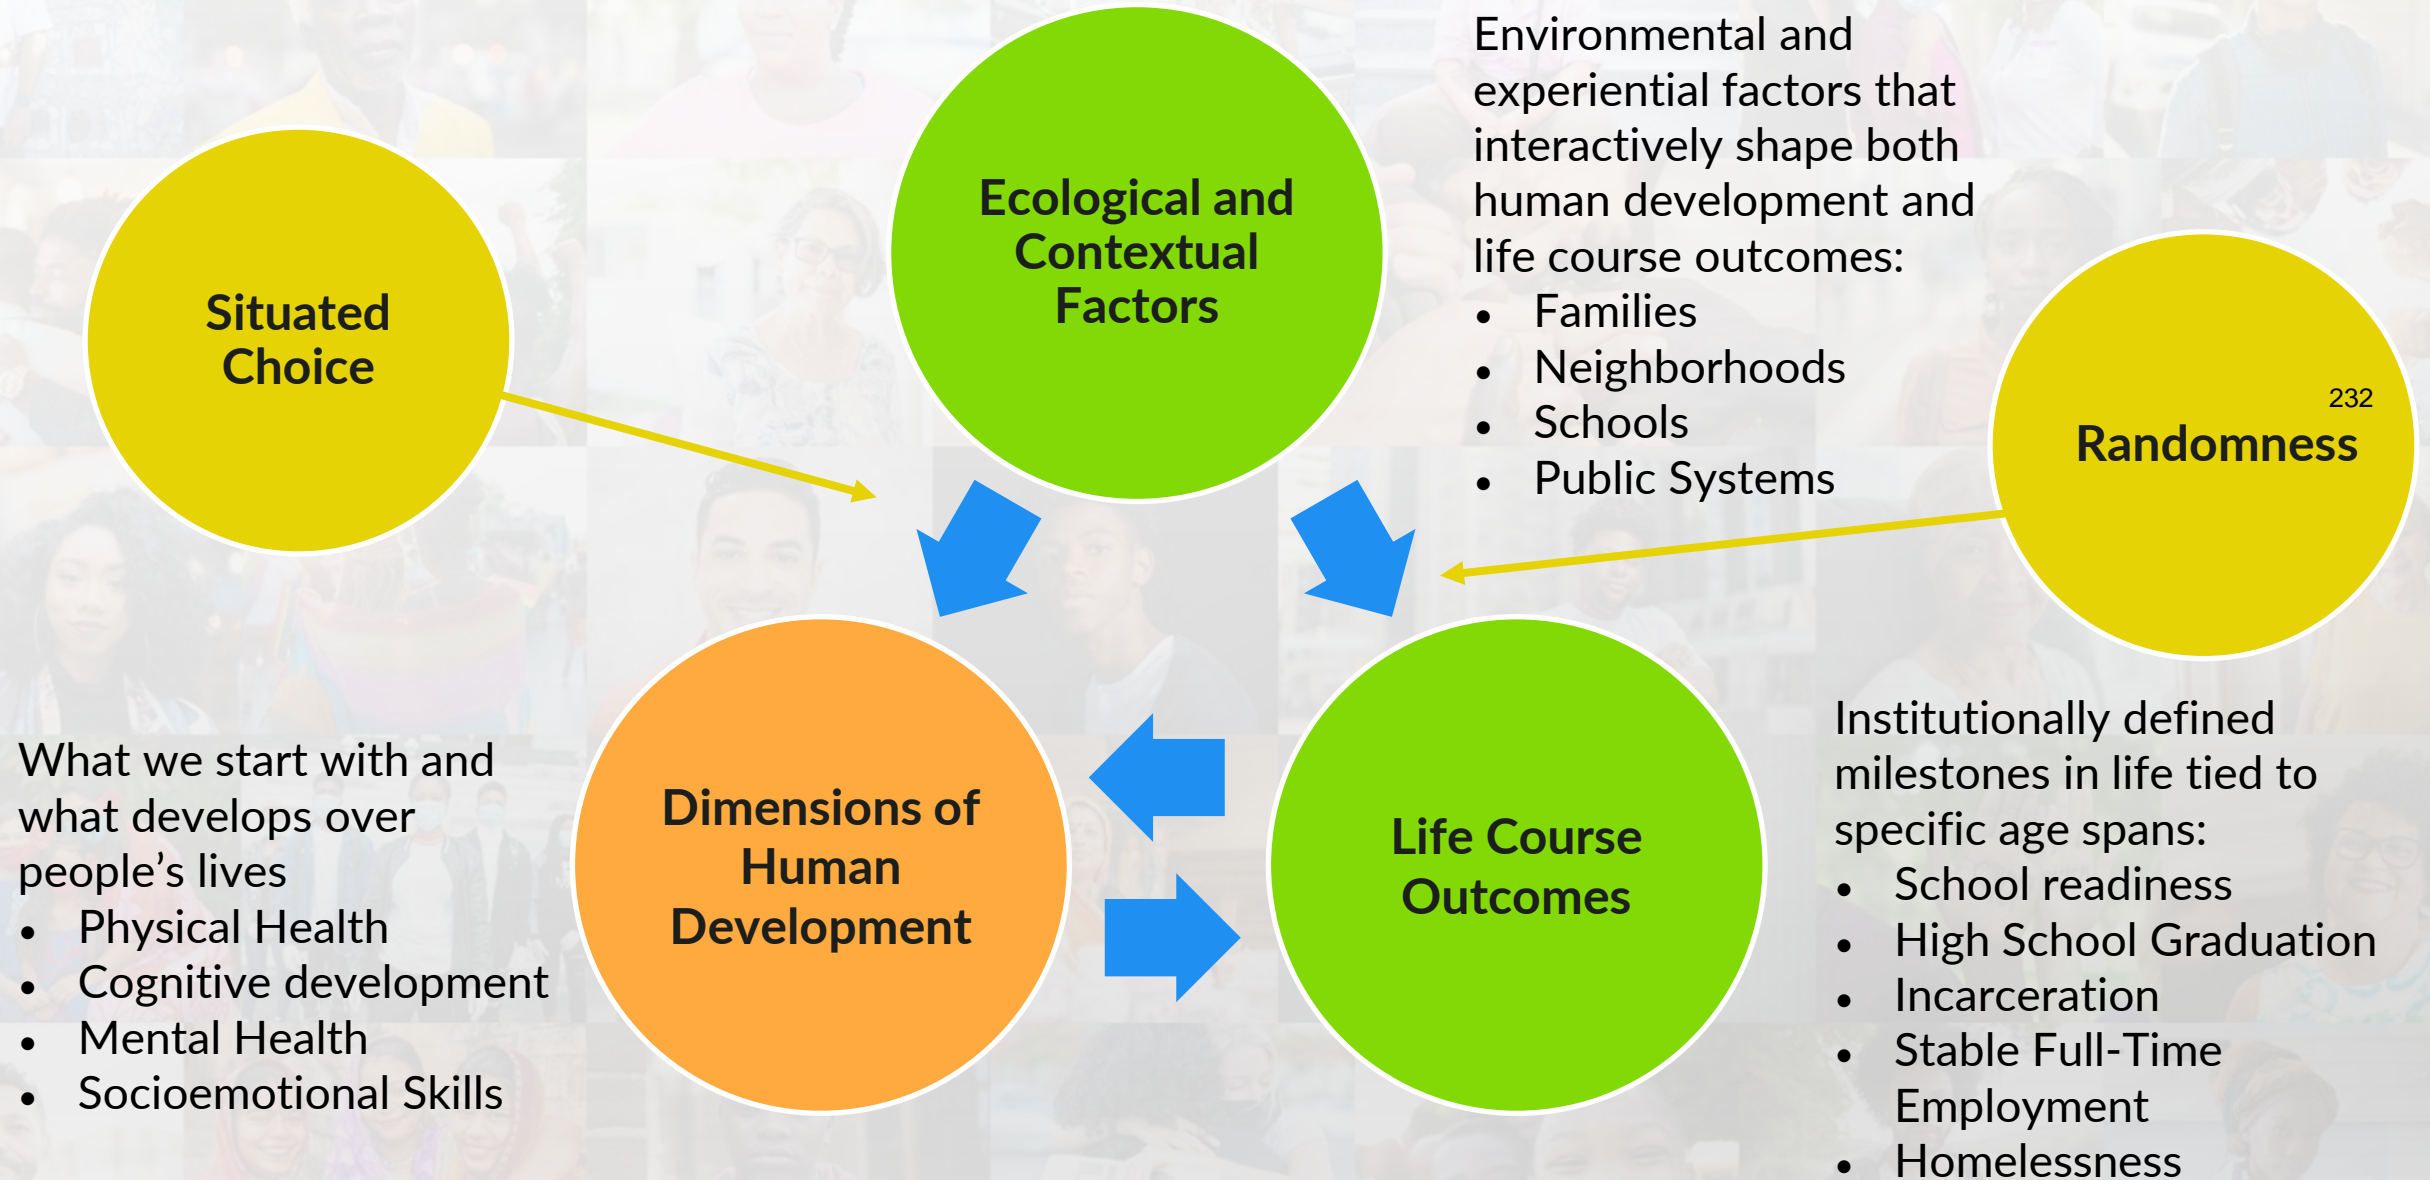 Situated
Choice
Ecological and
Contextual
Factors
Environmental and
experiential factors that
interactively shape both
human development and
life course outcomes:
• Families
• Neighborhoods
• Schools
• Public Systems
232
Randomness
What we start with and
what develops over
people’s lives
• Physical Health
• Cognitive development
• Mental Health
• Socioemotional Skills
Dimensions of
Human
Development
Life Course
Outcomes
Institutionally defined
milestones in life tied to
specific age spans:
• School readiness
• High School Graduation
• Incarceration
• Stable Full-Time
Employment
• Homelessness